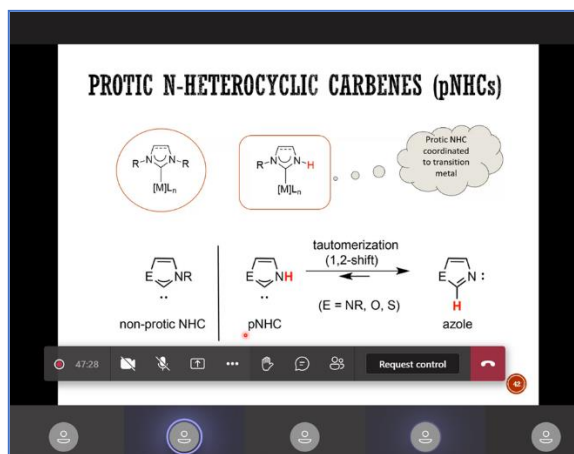 PROTIC N-HETEROCYCLIC CARBENES (pNHCs)
R N N R
[M]Lₙ
R N N H
[M]Lₙ
Protic NHC
coordinated
to transition
metal
E NR
:
non-protic NHC
E NH
:
pNHC
tautomerization
(1,2-shift)
(E = NR, O, S)
E N :
H
azole
47:28
Request control
42